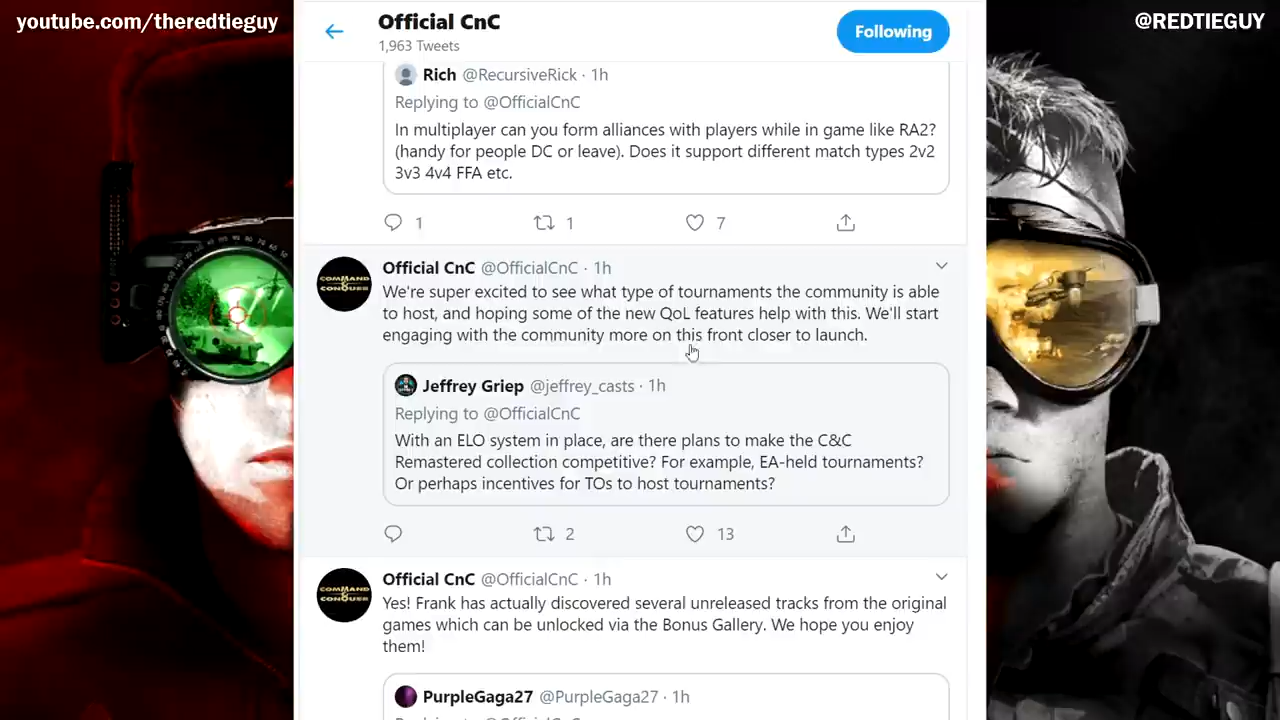 youtube.com/theredtieguy
@REDTIEGUY
Official CnC
1,963 Tweets
Following
Rich @RecursiveRick · 1h
Replying to @OfficialCnC
In multiplayer can you form alliances with players while in game like RA2?
(handy for people DC or leave). Does it support different match types 2v2
3v3 4v4 FFA etc.
1 1 7
COMMAND & CONQUER
Official CnC @OfficialCnC · 1h
We're super excited to see what type of tournaments the community is able
to host, and hoping some of the new QoL features help with this. We'll start
engaging with the community more on this front closer to launch.
Jeffrey Griep @jeffrey_casts · 1h
Replying to @OfficialCnC
With an ELO system in place, are there plans to make the C&C
Remastered collection competitive? For example, EA-held tournaments?
Or perhaps incentives for TOs to host tournaments?
2 13
COMMAND & CONQUER
Official CnC @OfficialCnC · 1h
Yes! Frank has actually discovered several unreleased tracks from the original
games which can be unlocked via the Bonus Gallery. We hope you enjoy
them!
PurpleGaga27 @PurpleGaga27 · 1h